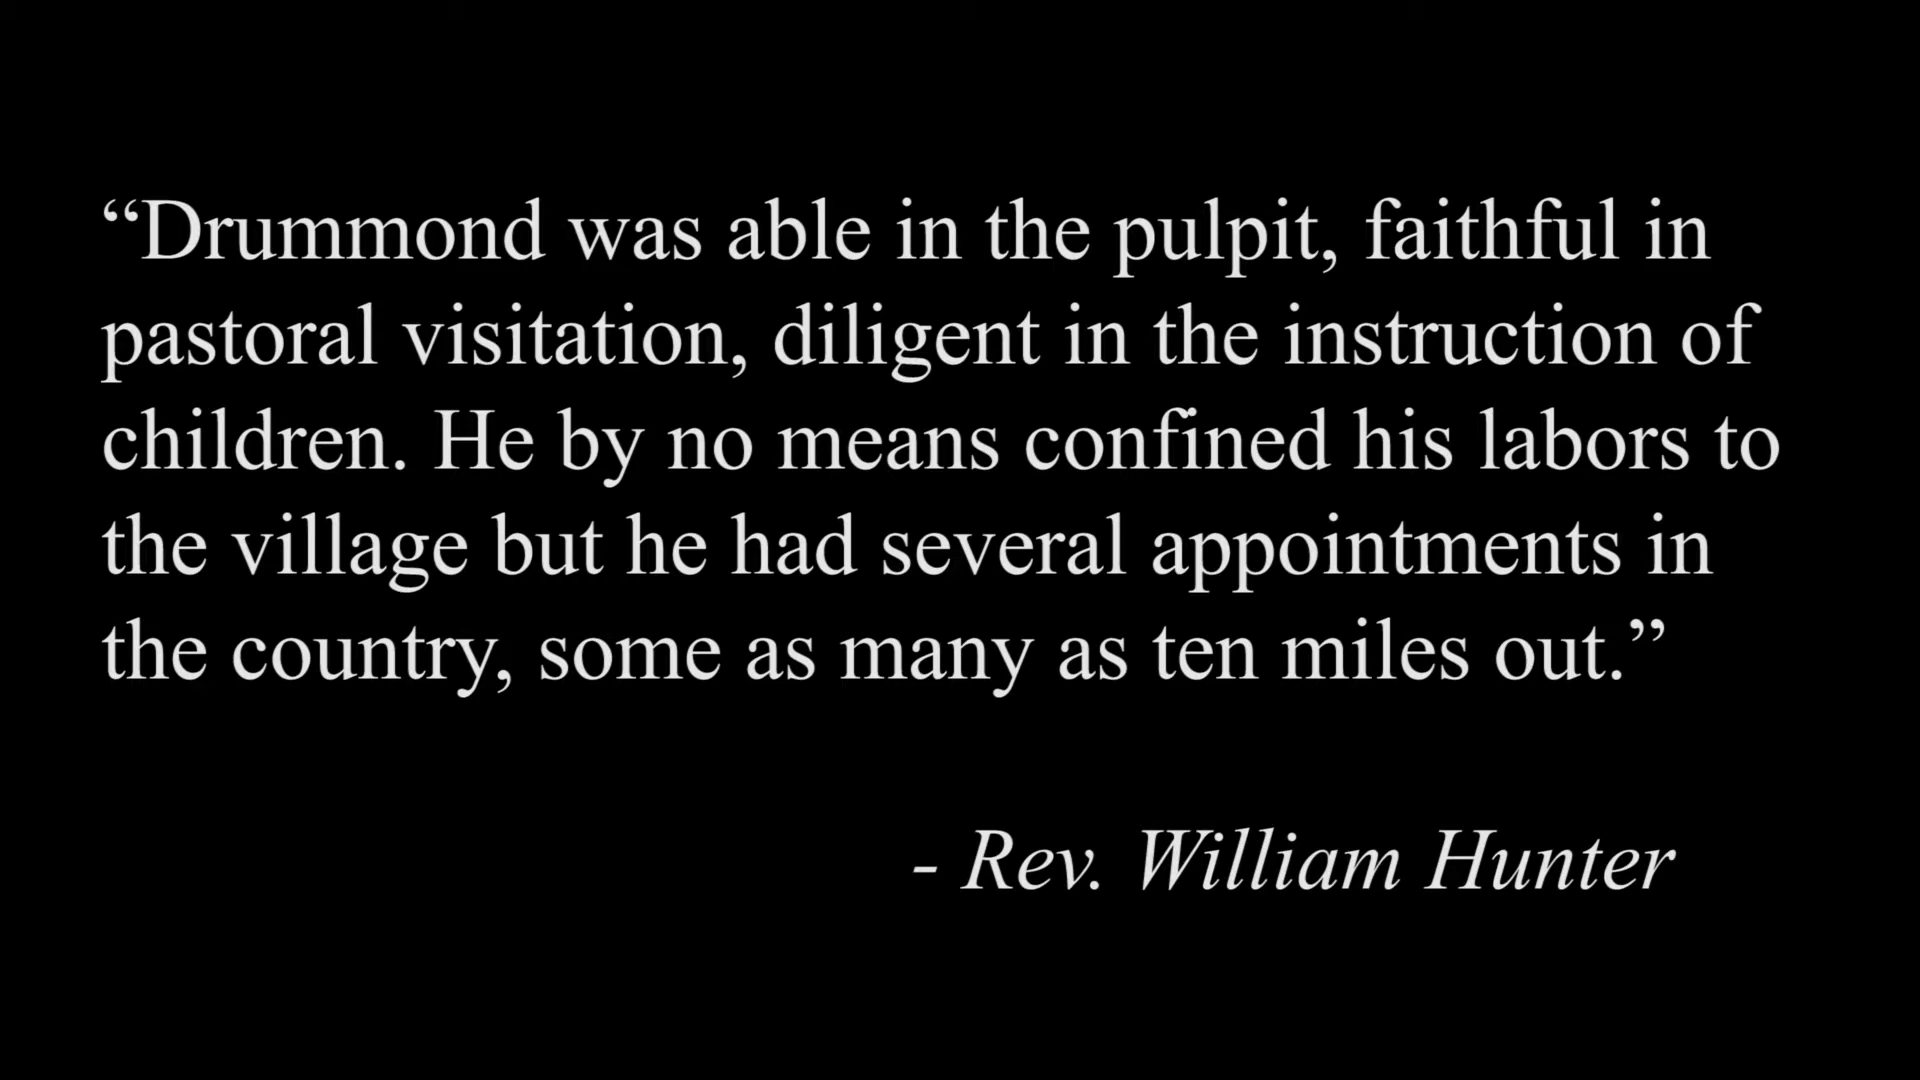 “Drummond was able in the pulpit, faithful in
pastoral visitation, diligent in the instruction of
children. He by no means confined his labors to
the village but he had several appointments in
the country, some as many as ten miles out.”
- Rev. William Hunter